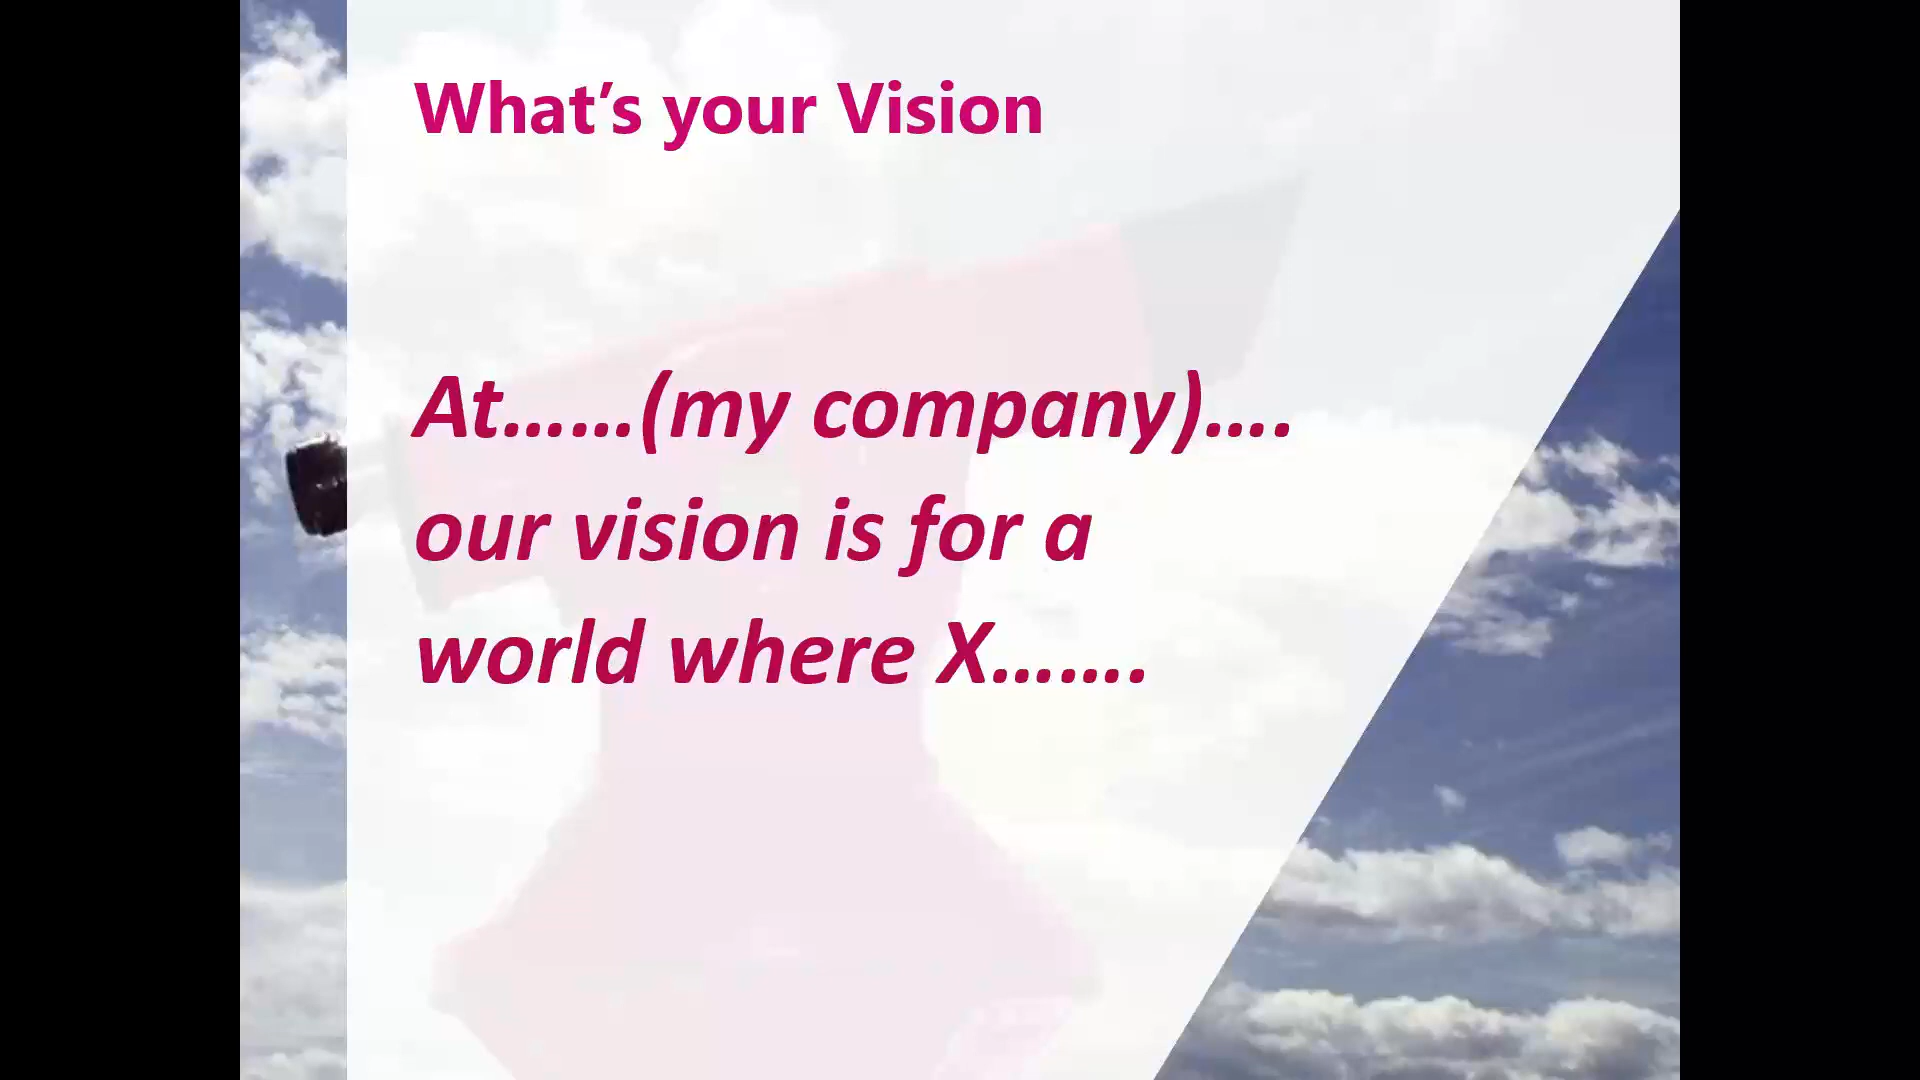 What’s your Vision
At……(my company)….
our vision is for a
world where X…….